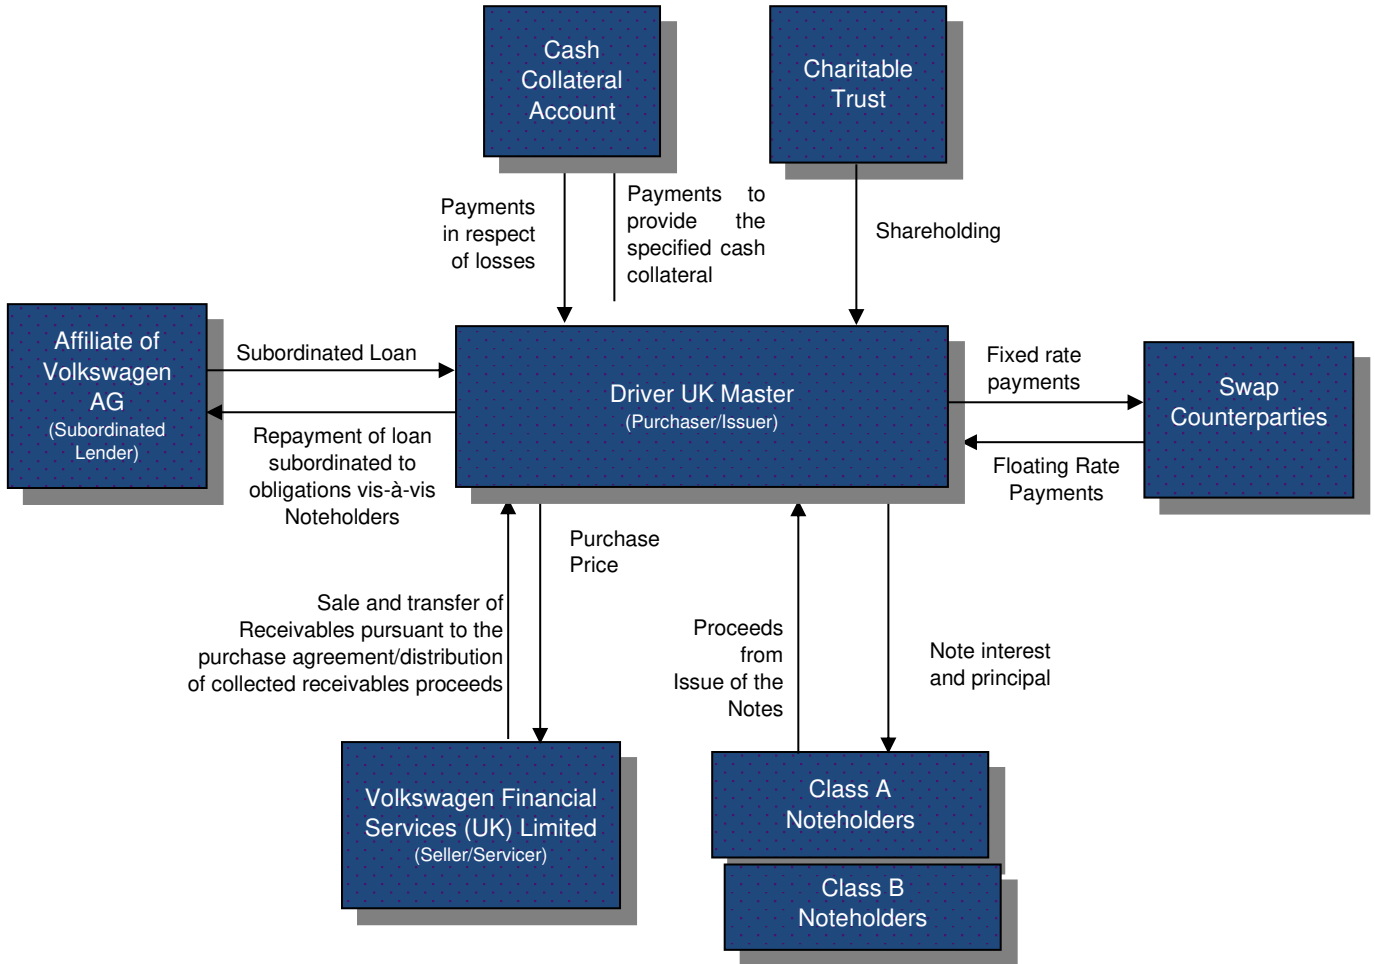 Cash
Collateral
Account
Charitable
Trust
Payments
in respect
of losses
Payments to
provide the
specified cash
collateral
Shareholding
Affiliate of
Volkswagen
AG
(Subordinated
Lender)
Subordinated Loan
Repayment of loan
subordinated to
obligations vis-à-vis
Noteholders
Driver UK Master
(Purchaser/Issuer)
Fixed rate
payments
Floating Rate
Payments
Swap
Counterparties
Purchase
Price
Sale and transfer of
Receivables pursuant to the
purchase agreement/distribution
of collected receivables proceeds
Proceeds
from
Issue of the
Notes
Note interest
and principal
Volkswagen Financial
Services (UK) Limited
(Seller/Servicer)
Class A
Noteholders
Class B
Noteholders